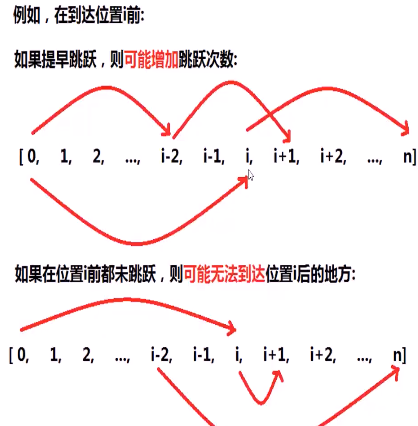 例如，在到达位置i前:
如果提早跳跃，则可能增加跳跃次数:
[ 0, 1, 2, ..., i-2, i-1, i, i+1, i+2, ..., n]
如果在位置i前都未跳跃，则可能无法到达位置i后的地方:
[ 0, 1, 2, ..., i-2, i-1, i, i+1, i+2, ..., n]